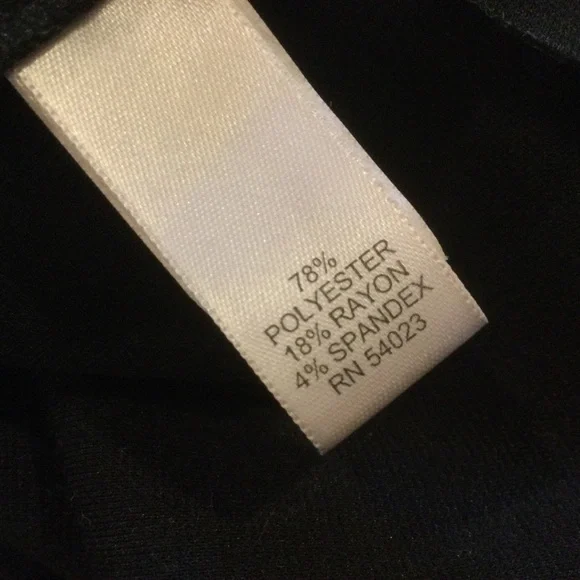 78%
POLYESTER
18% RAYON
4% SPANDEX
RN 54023